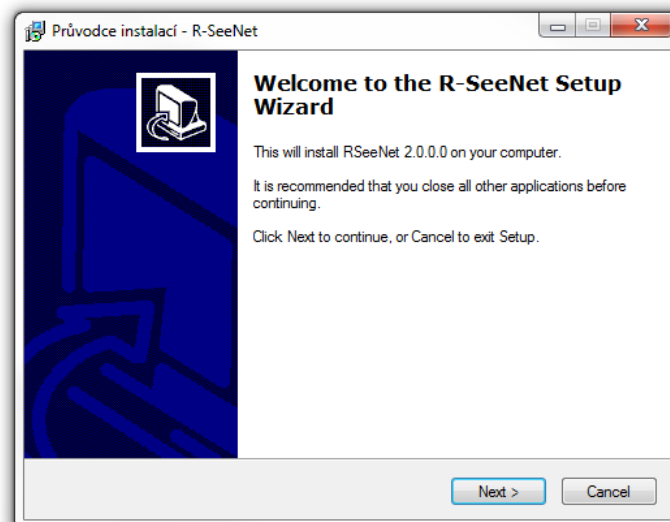 Průvodce instalací - R-SeeNet
Welcome to the R-SeeNet Setup
Wizard
This will install RSeeNet 2.0.0.0 on your computer.
It is recommended that you close all other applications before
continuing.
Click Next to continue, or Cancel to exit Setup.
Next >
Cancel